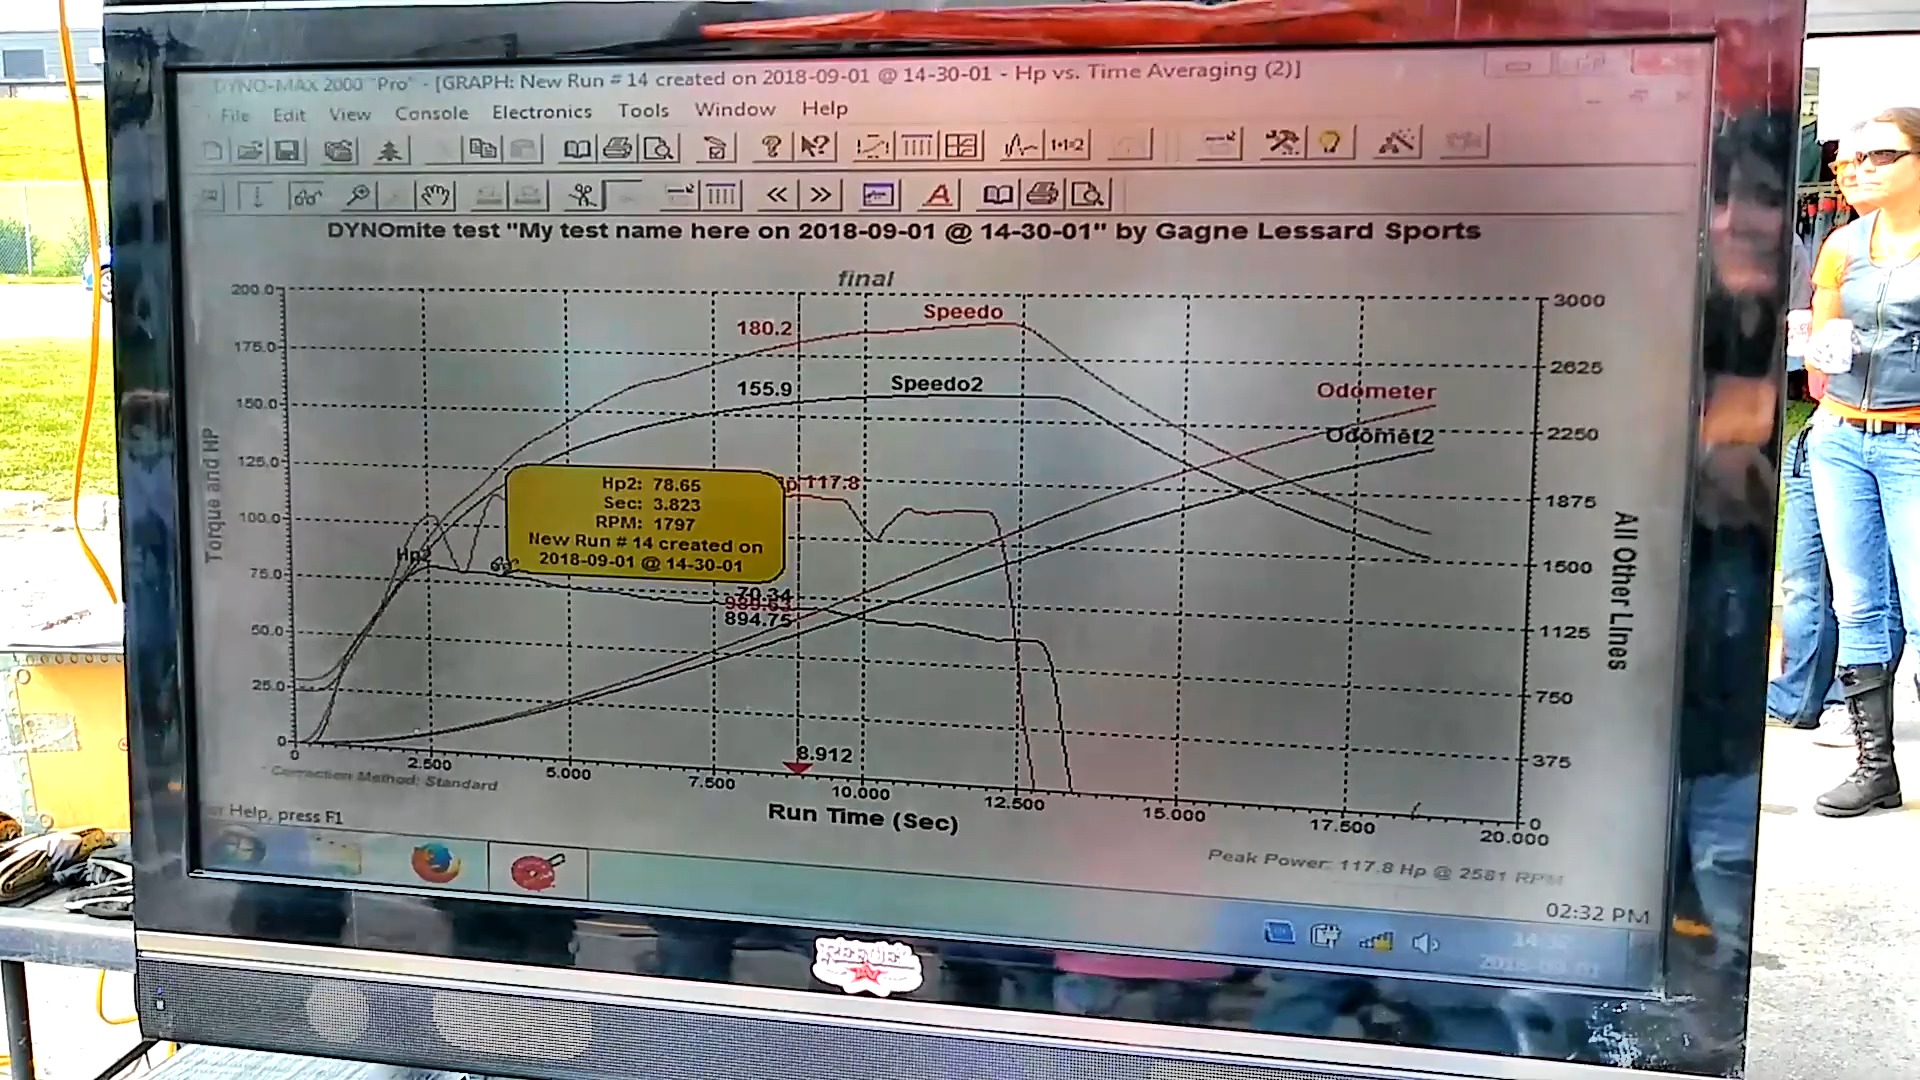 DYNO-MAX 2000 "Pro" - [GRAPH: New Run # 14 created on 2018-09-01 @ 14-30-01 - Hp vs. Time Averaging (2)]
File Edit View Console Electronics Tools Window Help
1+1=2
A
DYNOmite test "My test name here on 2018-09-01 @ 14-30-01" by Gagne Lessard Sports
final
200.0
3000
Speedo
180.2
175.0
2625
155.9
Speedo2
Odometer
150.0
2250
Odomet2
125.0
Hp2: 78.65
Sec: 3.823
RPM: 1797
New Run # 14 created on
2018-09-01 @ 14-30-01
117.8
1875
100.0
Hp2
Torque and HP
All Other Lines
75.0
1500
70.34
989.63
894.75
50.0
1125
25.0
750
0
8.912
375
0
2.500
5.000
7.500
10.000
12.500
15.000
17.500
20.000
0
* Correction Method: Standard
Run Time (Sec)
Help, press F1
Peak Power: 117.8 Hp @ 2581 RPM
02:32 PM